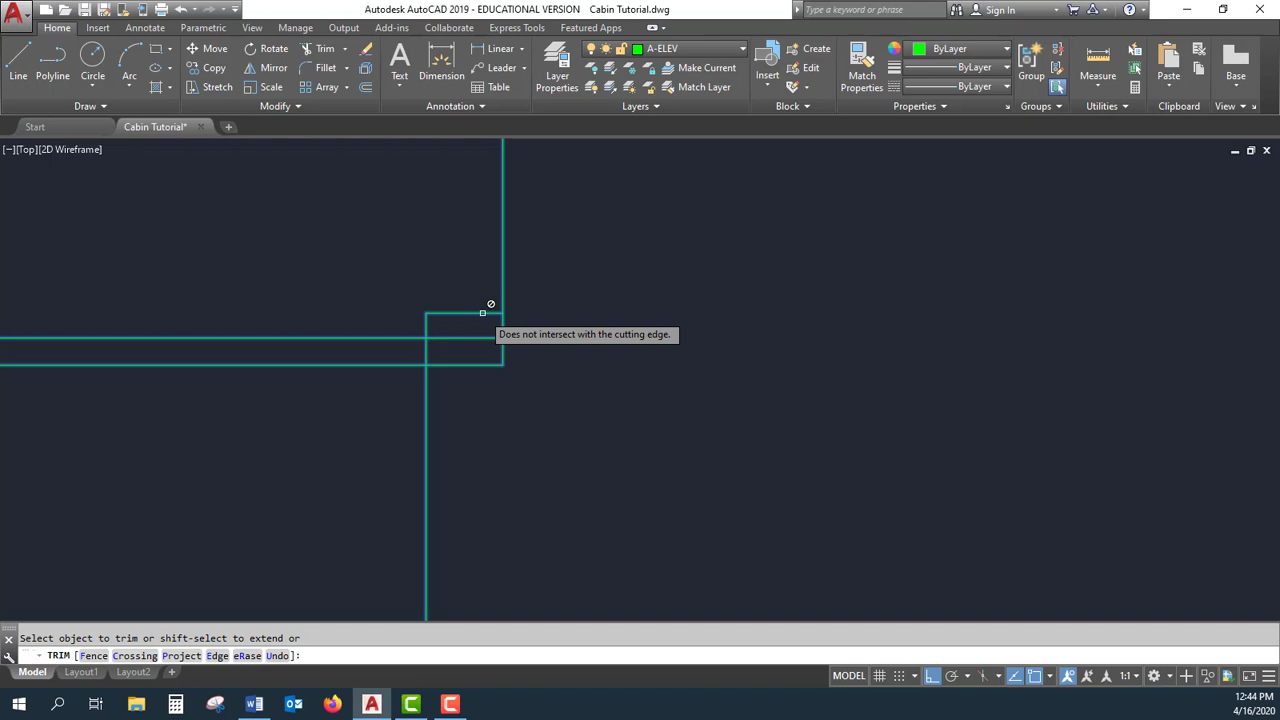 Autodesk AutoCAD 2019 - EDUCATIONAL VERSION Cabin Tutorial.dwg
Type a keyword or phrase
Sign In
Home Insert Annotate Parametric View Manage Output Add-ins Collaborate Express Tools Featured Apps
Line Polyline Circle Arc
Move Rotate Trim
Copy Mirror Fillet
Stretch Scale Array
Text Dimension
Linear
Leader
Table
Layer Properties
A-ELEV
Make Current
Match Layer
Insert
Create
Edit
Match Properties
ByLayer
ByLayer
ByLayer
Group
Measure
Paste
Base
Draw Modify Annotation Layers Block Properties Groups Utilities Clipboard View
Start Cabin Tutorial*
[−][Top][2D Wireframe]
Does not intersect with the cutting edge.
Select object to trim or shift-select to extend or
TRIM [Fence Crossing Project Edge eRase Undo]:
Model Layout1 Layout2
MODEL 1:1
12:44 PM
4/16/2020